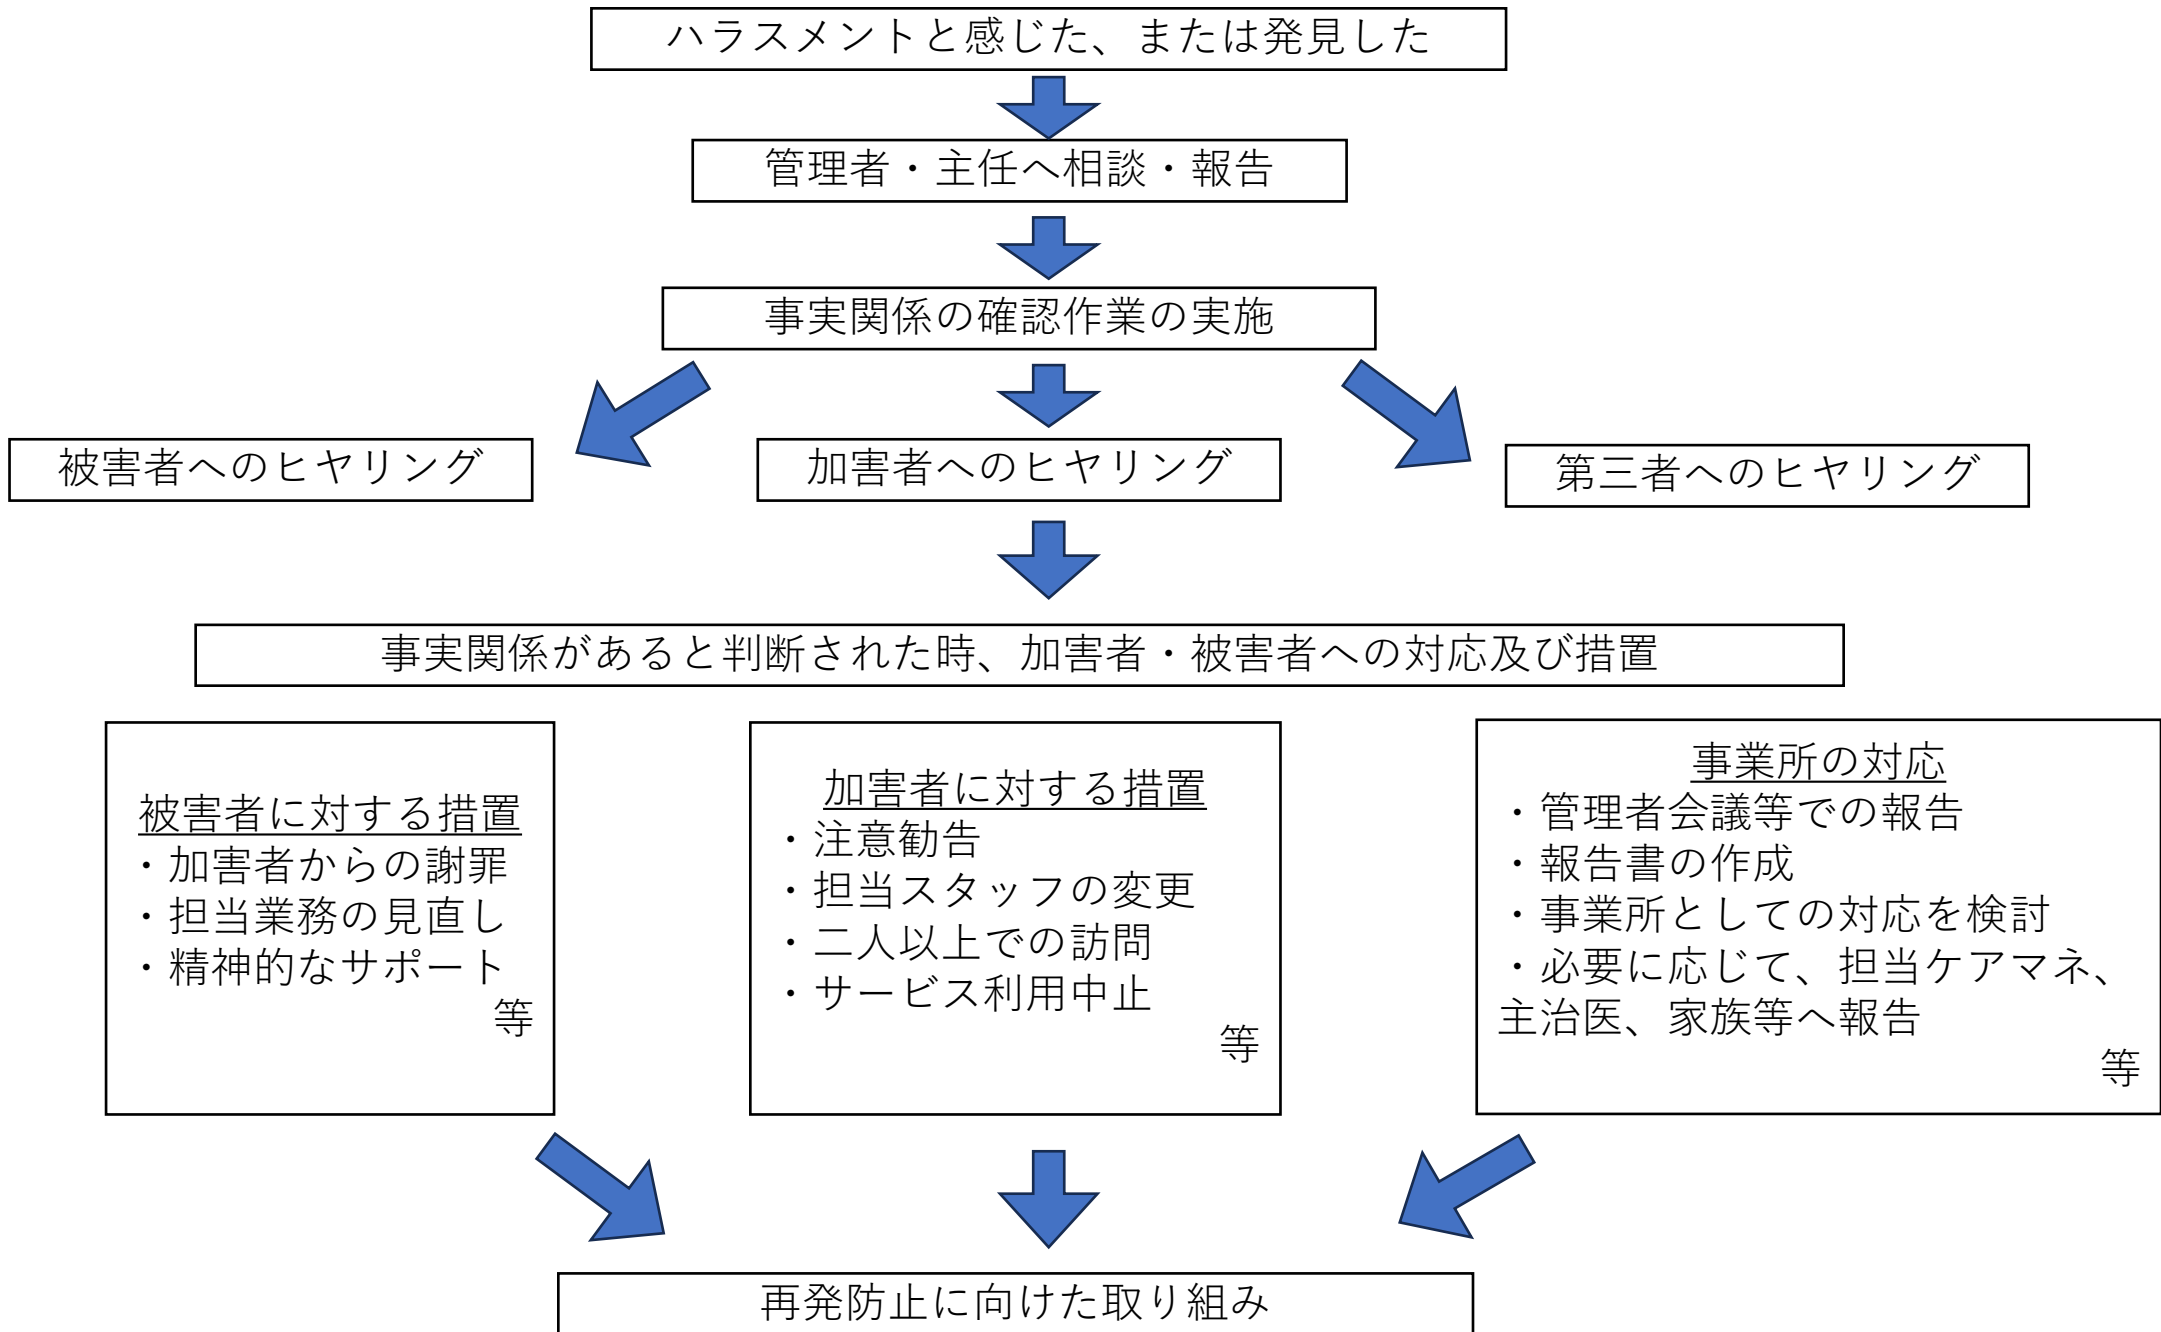 ハラスメントと感じた、または発見した
管理者・主任へ相談・報告
事実関係の確認作業の実施
被害者へのヒヤリング
加害者へのヒヤリング
第三者へのヒヤリング
事実関係があると判断された時、加害者・被害者への対応及び措置
被害者に対する措置
・加害者からの謝罪
・担当業務の見直し
・精神的なサポート
等
加害者に対する措置
・注意勧告
・担当スタッフの変更
・二人以上での訪問
・サービス利用中止
等
事業所の対応
・管理者会議等での報告
・報告書の作成
・事業所としての対応を検討
・必要に応じて、担当ケアマネ、
主治医、家族等へ報告
等
再発防止に向けた取り組み